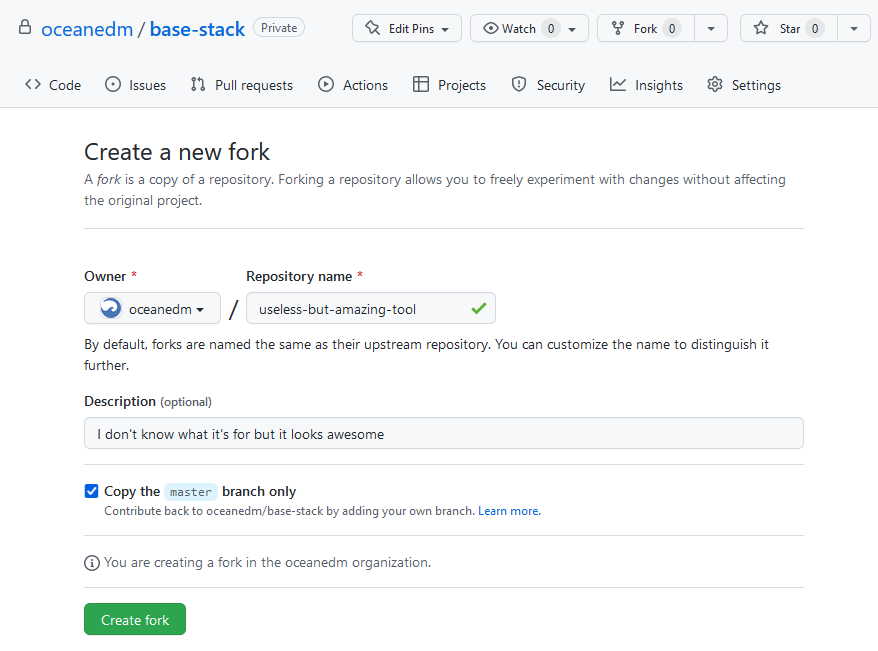 oceanedm / base-stack Private Edit Pins Watch 0 Fork 0 Star 0
Code Issues Pull requests Actions Projects Security Insights Settings
Create a new fork
A fork is a copy of a repository. Forking a repository allows you to freely experiment with changes without affecting
the original project.
Owner * Repository name *
oceanedm / useless-but-amazing-tool
By default, forks are named the same as their upstream repository. You can customize the name to distinguish it
further.
Description (optional)
I don't know what it's for but it looks awesome
Copy the master branch only
Contribute back to oceanedm/base-stack by adding your own branch. Learn more.
You are creating a fork in the oceanedm organization.
Create fork